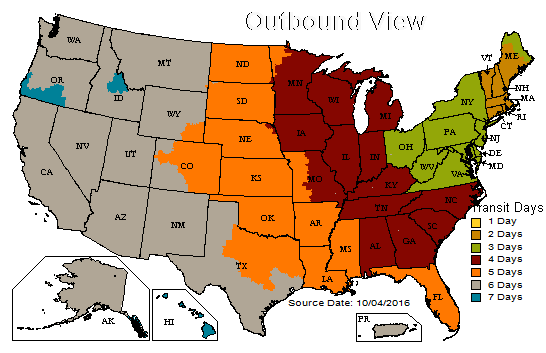 Outbound View
WA
MT
ND
MN
VT
ME
OR
ID
SD
WI
MI
NY
NH
MA
WY
RI
CT
NV
NE
IA
PA
NJ
UT
CO
IL
IN
OH
DE
CA
KS
MO
WV
VA
MD
KY
AZ
NM
OK
AR
TN
NC
SC
TX
LA
MS
AL
GA
FL
AK
HI
PR
Transit Days
1 Day
2 Days
3 Days
4 Days
5 Days
6 Days
7 Days
Source Date: 10/04/2016